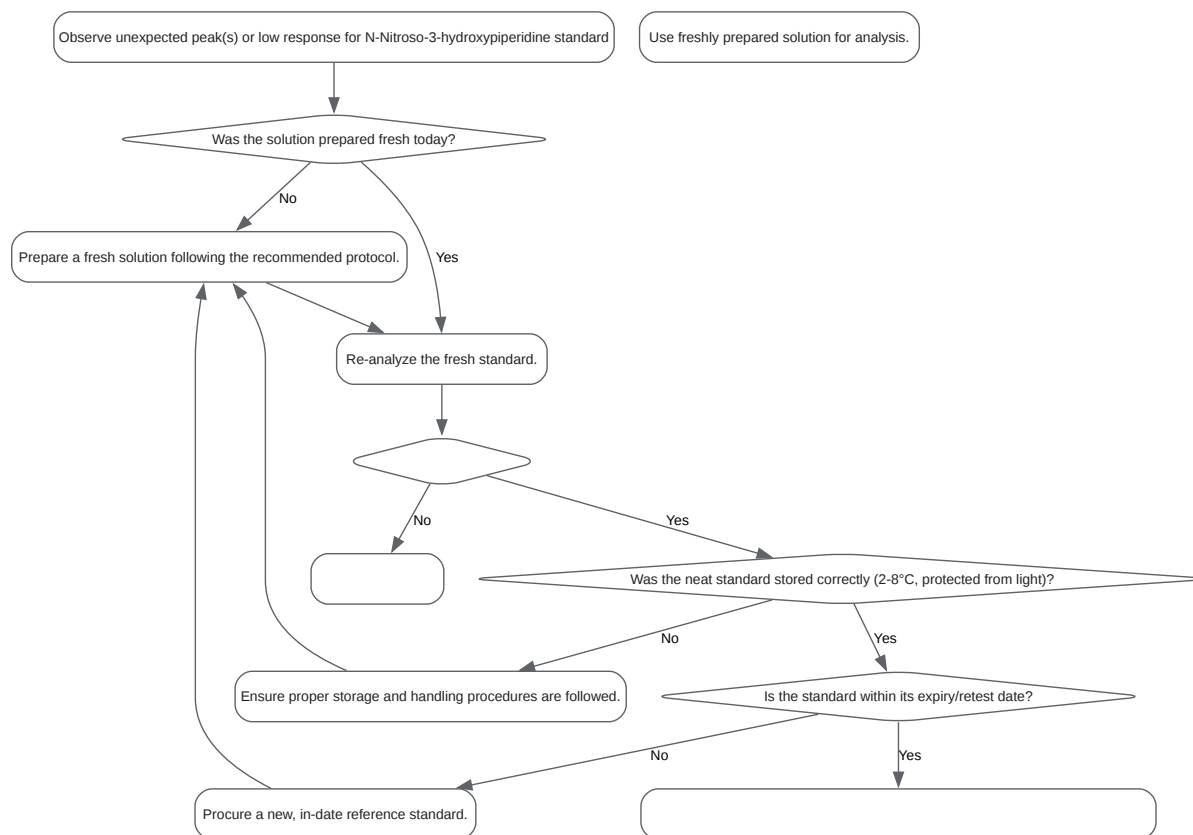 Observe unexpected peak(s) or low response for N-Nitroso-3-hydroxypiperidine standard
Use freshly prepared solution for analysis.
Was the solution prepared fresh today?
No
Prepare a fresh solution following the recommended protocol.
Yes
Re-analyze the fresh standard.
No
Yes
Was the neat standard stored correctly (2-8°C, protected from light)?
No
Yes
Ensure proper storage and handling procedures are followed.
Is the standard within its expiry/retest date?
No
Yes
Procure a new, in-date reference standard.